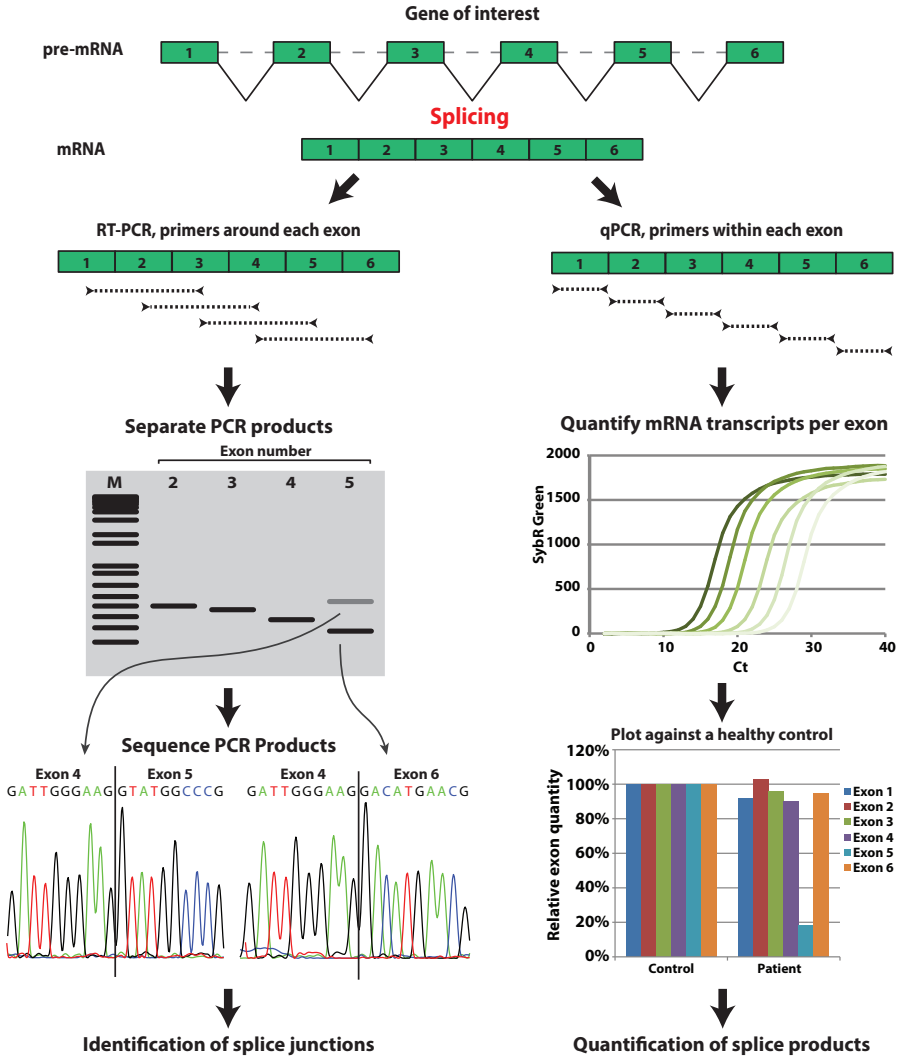 Gene of interest
pre-mRNA
1 2 3 4 5 6
Splicing
mRNA
1 2 3 4 5 6
RT-PCR, primers around each exon
1 2 3 4 5 6
Separate PCR products
Exon number
M 2 3 4 5
Sequence PCR Products
Exon 4 Exon 5
GATTGGGAAGGTATGGCCCG
Exon 4 Exon 6
GATTGGGAAGGACATGAACG
Identification of splice junctions
qPCR, primers within each exon
1 2 3 4 5 6
Quantify mRNA transcripts per exon
SybR Green
2000
1500
1000
500
0
0 10 20 30 40
Ct
Plot against a healthy control
Relative exon quantity
120%
100%
80%
60%
40%
20%
0%
Control Patient
Exon 1
Exon 2
Exon 3
Exon 4
Exon 5
Exon 6
Quantification of splice products